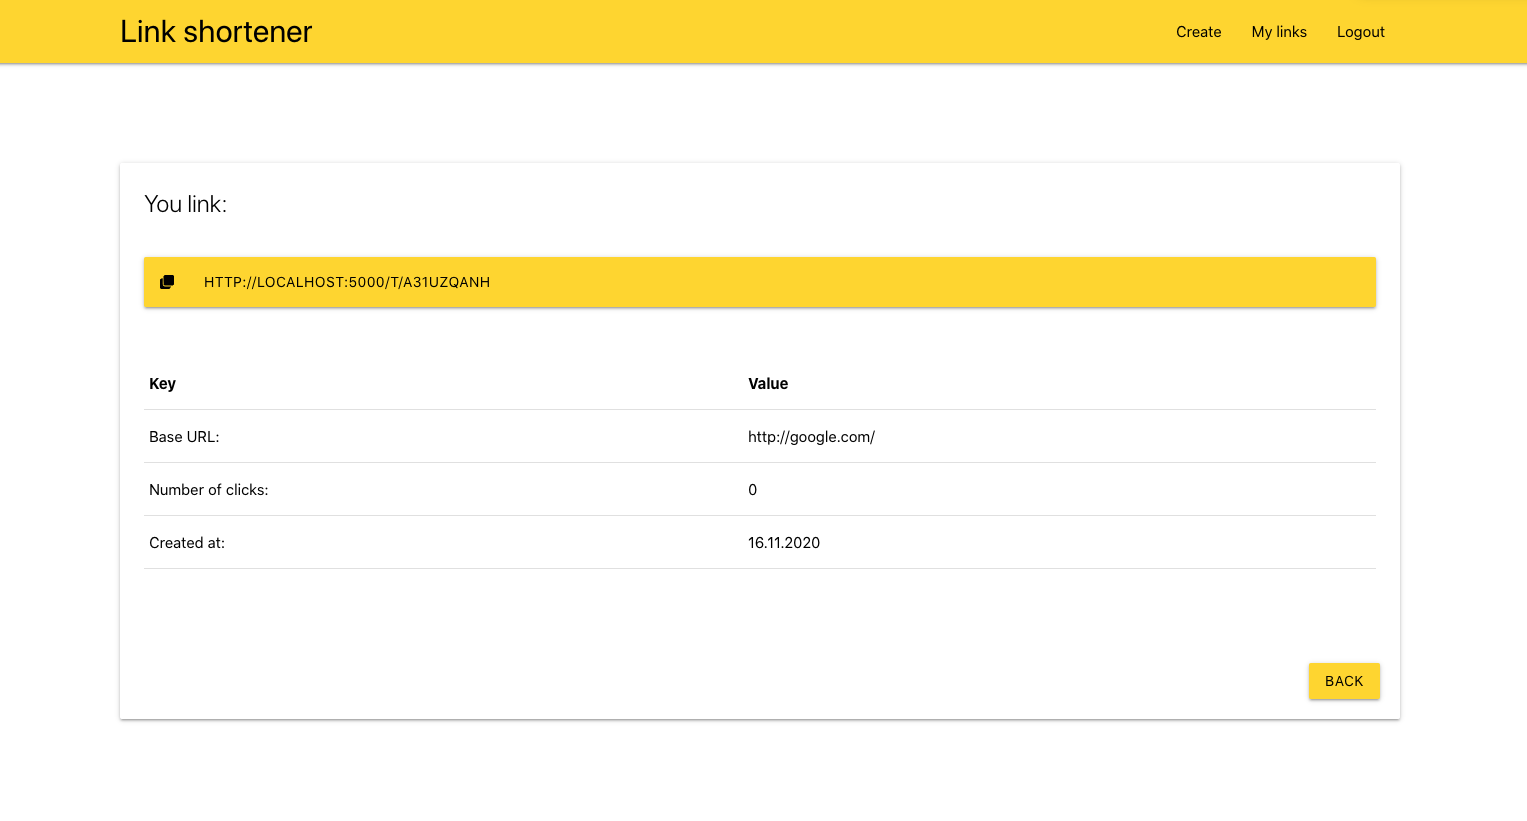 Link shortener Create My links Logout
You link:
HTTP://LOCALHOST:5000/T/A31UZQANH
Key Value
Base URL: http://google.com/
Number of clicks: 0
Created at: 16.11.2020
BACK